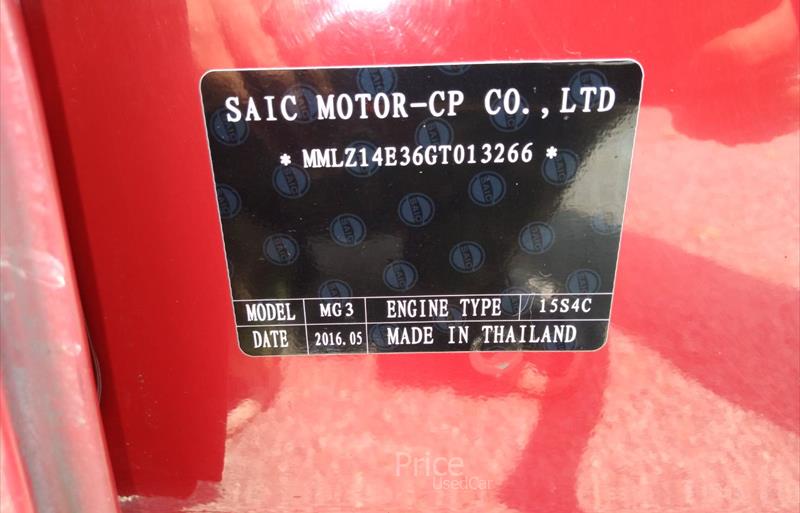 SAIC MOTOR-CP CO.,LTD
* MMLZ14E36GT013266 *
MODEL MG3 ENGINE TYPE 15S4C
DATE 2016.05 MADE IN THAILAND
Price
UsedCar